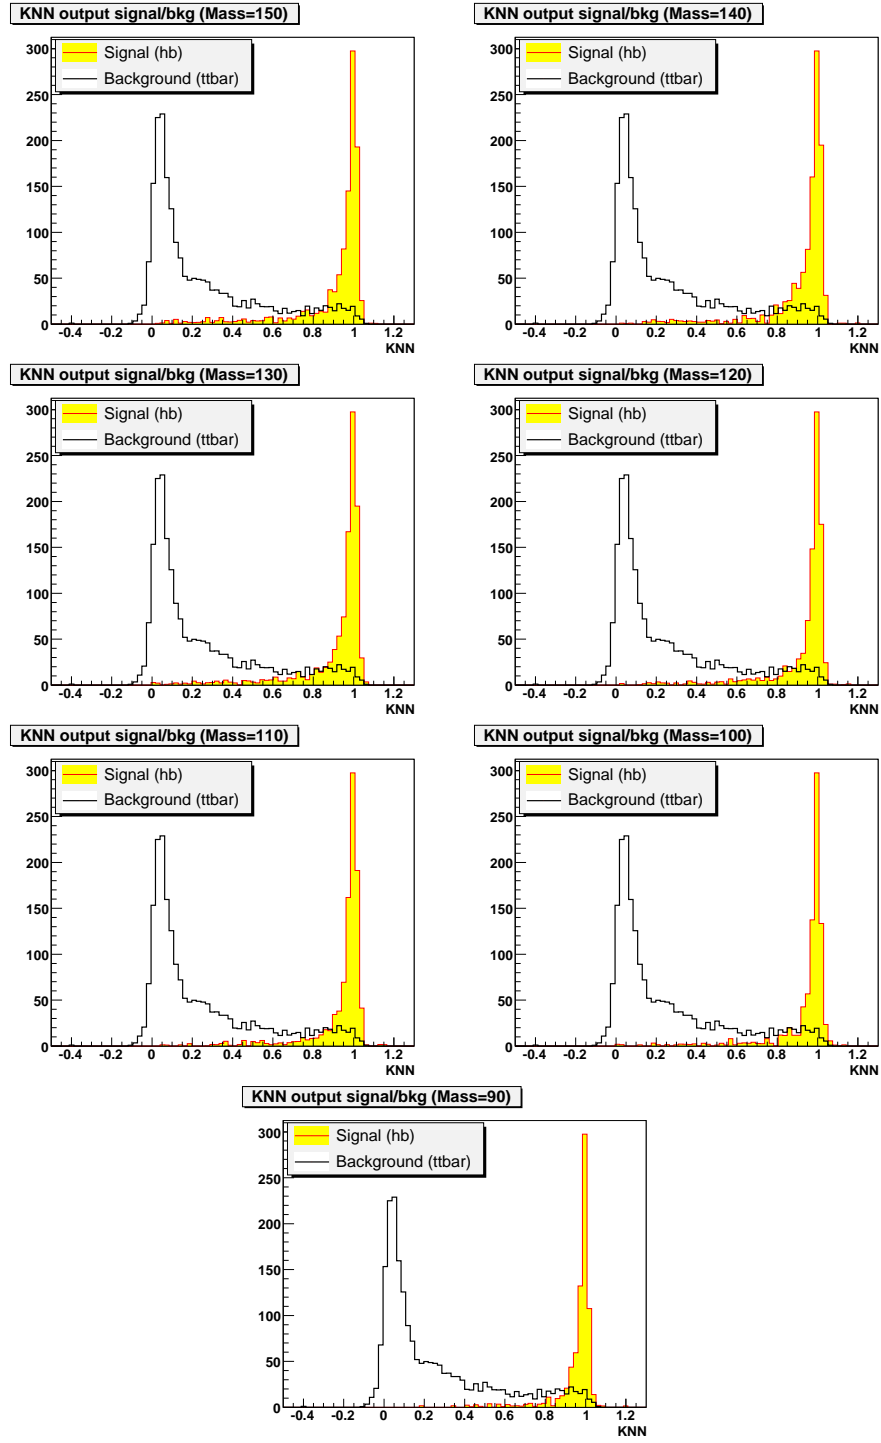 KNN output signal/bkg (Mass=150)
Signal (hb)
Background (ttbar)
300
250
200
150
100
50
0
-0.4 -0.2 0 0.2 0.4 0.6 0.8 1 1.2
KNN
KNN output signal/bkg (Mass=140)
Signal (hb)
Background (ttbar)
300
250
200
150
100
50
0
-0.4 -0.2 0 0.2 0.4 0.6 0.8 1 1.2
KNN
KNN output signal/bkg (Mass=130)
Signal (hb)
Background (ttbar)
300
250
200
150
100
50
0
-0.4 -0.2 0 0.2 0.4 0.6 0.8 1 1.2
KNN
KNN output signal/bkg (Mass=120)
Signal (hb)
Background (ttbar)
300
250
200
150
100
50
0
-0.4 -0.2 0 0.2 0.4 0.6 0.8 1 1.2
KNN
KNN output signal/bkg (Mass=110)
Signal (hb)
Background (ttbar)
300
250
200
150
100
50
0
-0.4 -0.2 0 0.2 0.4 0.6 0.8 1 1.2
KNN
KNN output signal/bkg (Mass=100)
Signal (hb)
Background (ttbar)
300
250
200
150
100
50
0
-0.4 -0.2 0 0.2 0.4 0.6 0.8 1 1.2
KNN
KNN output signal/bkg (Mass=90)
Signal (hb)
Background (ttbar)
300
250
200
150
100
50
0
-0.4 -0.2 0 0.2 0.4 0.6 0.8 1 1.2
KNN